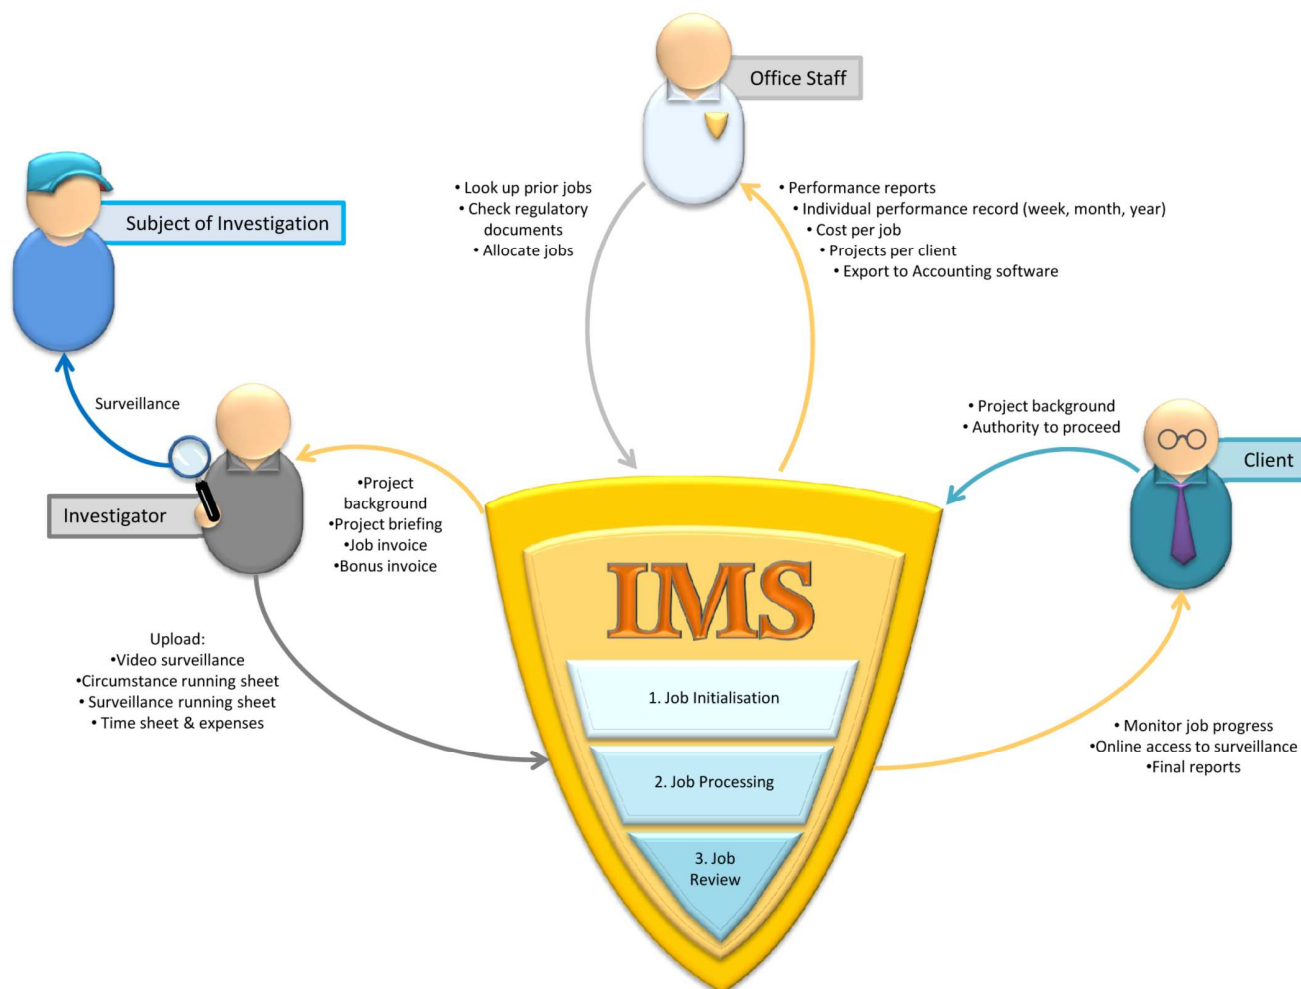 Office Staff
• Look up prior jobs
• Check regulatory
documents
• Allocate jobs
• Performance reports
• Individual performance record (week, month, year)
• Cost per job
• Projects per client
• Export to Accounting software
Subject of Investigation
Surveillance
Investigator
•Project
background
•Project briefing
•Job invoice
•Bonus invoice
• Project background
• Authority to proceed
Client
IMS
1. Job Initialisation
2. Job Processing
3. Job
Review
Upload:
•Video surveillance
•Circumstance running sheet
• Surveillance running sheet
• Time sheet & expenses
• Monitor job progress
•Online access to surveillance
•Final reports